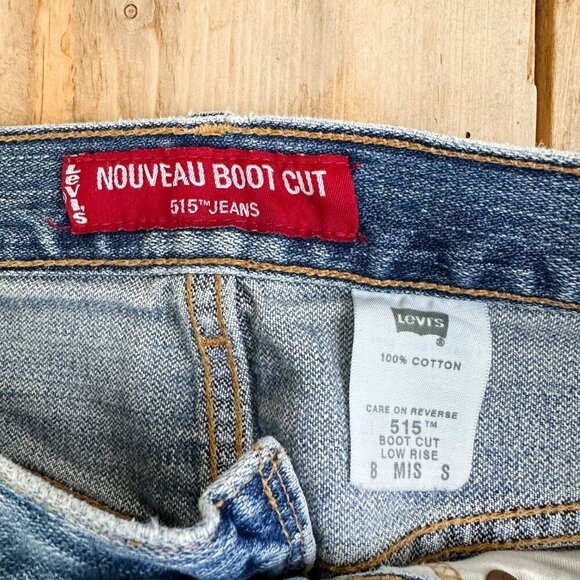 LEVI'S
NOUVEAU BOOT CUT
515™JEANS
LEVI'S
®
100% COTTON
CARE ON REVERSE
515™
BOOT CUT
LOW RISE
8 MIS S